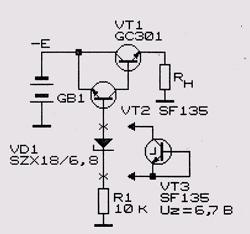 VT1
GC301
-E
RH
GB1
VT2 SF135
VD1
SZX18/6,8
R1
10 к
VT3
SF135
Uz=6,7 В